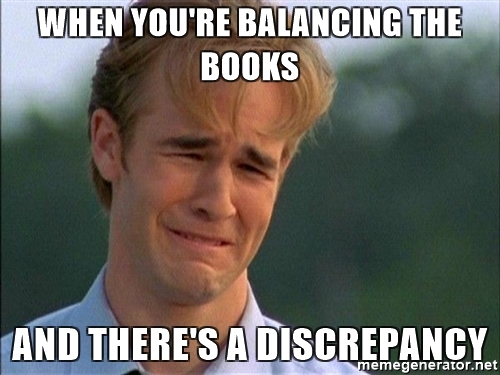 WHEN YOU'RE BALANCING THE
BOOKS
AND THERE'S A DISCREPANCY
memegenerator.net